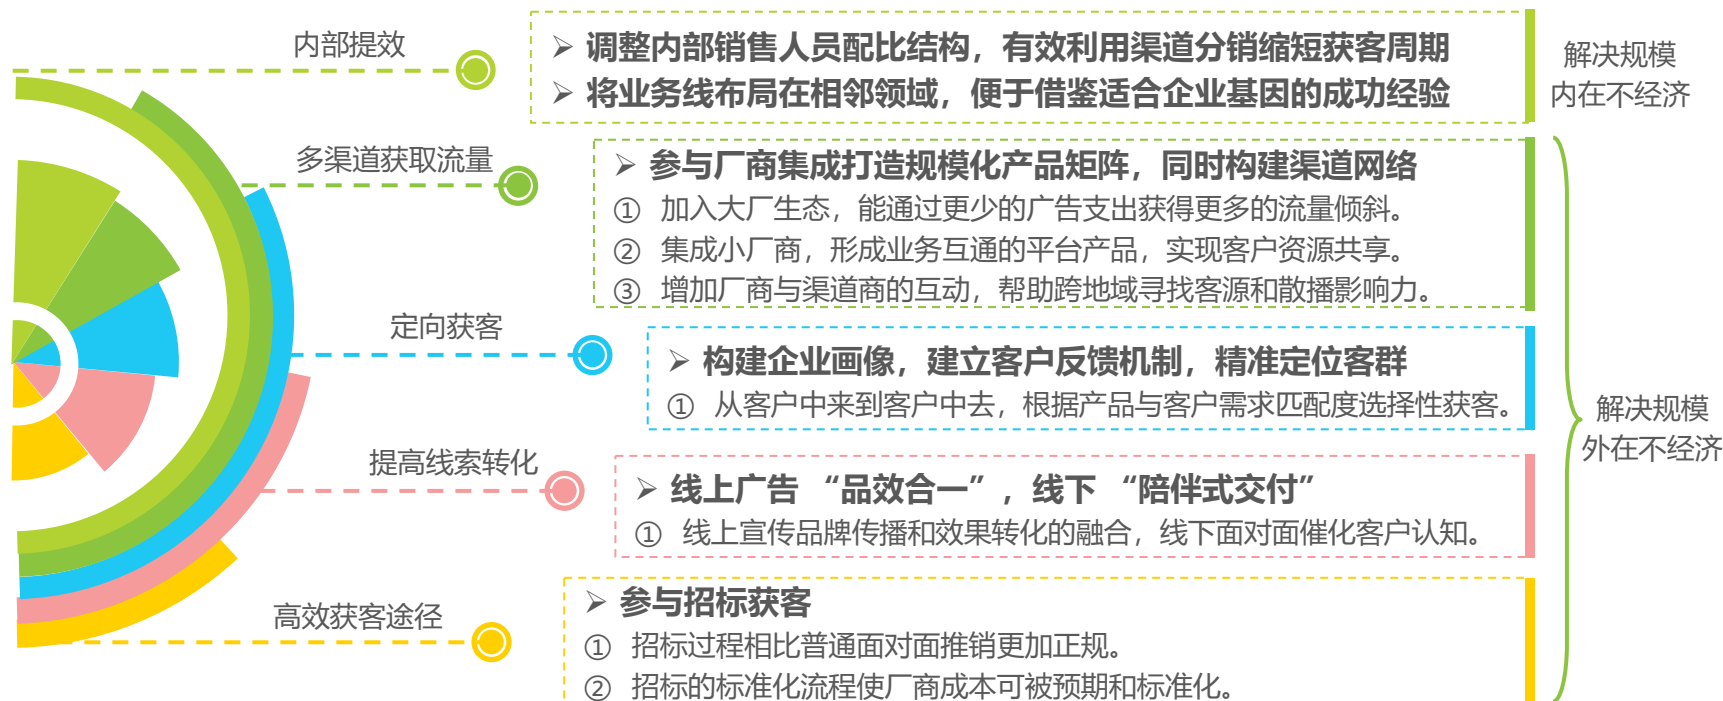 内部提效
➢ 调整内部销售人员配比结构，有效利用渠道分销缩短获客周期
➢ 将业务线布局在相邻领域，便于借鉴适合企业基因的成功经验
解决规模
内在不经济
多渠道获取流量
➢ 参与厂商集成打造规模化产品矩阵，同时构建渠道网络
① 加入大厂生态，能通过更少的广告支出获得更多的流量倾斜。
② 集成小厂商，形成业务互通的平台产品，实现客户资源共享。
③ 增加厂商与渠道商的互动，帮助跨地域寻找客源和散播影响力。
定向获客
➢ 构建企业画像，建立客户反馈机制，精准定位客群
① 从客户中来到客户中去，根据产品与客户需求匹配度选择性获客。
提高线索转化
➢ 线上广告 “品效合一”，线下 “陪伴式交付”
① 线上宣传品牌传播和效果转化的融合，线下面对面催化客户认知。
高效获客途径
➢ 参与招标获客
① 招标过程相比普通面对面推销更加正规。
② 招标的标准化流程使厂商成本可被预期和标准化。
解决规模
外在不经济